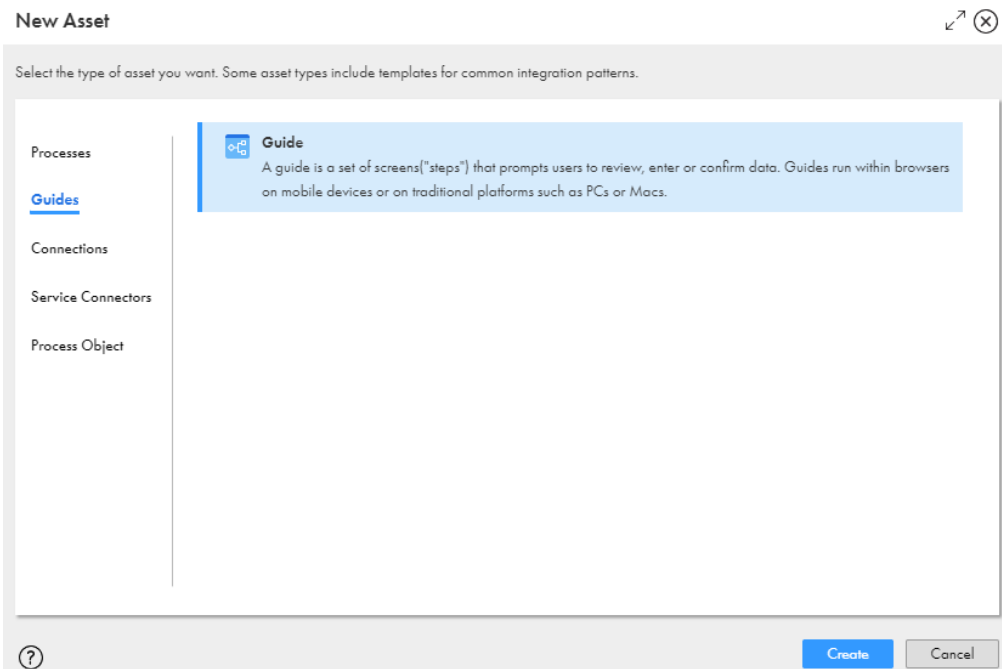 New Asset
Select the type of asset you want. Some asset types include templates for common integration patterns.
Processes
Guides
Connections
Service Connectors
Process Object
Guide
A guide is a set of screens("steps") that prompts users to review, enter or confirm data. Guides run within browsers
on mobile devices or on traditional platforms such as PCs or Macs.
?
Create
Cancel